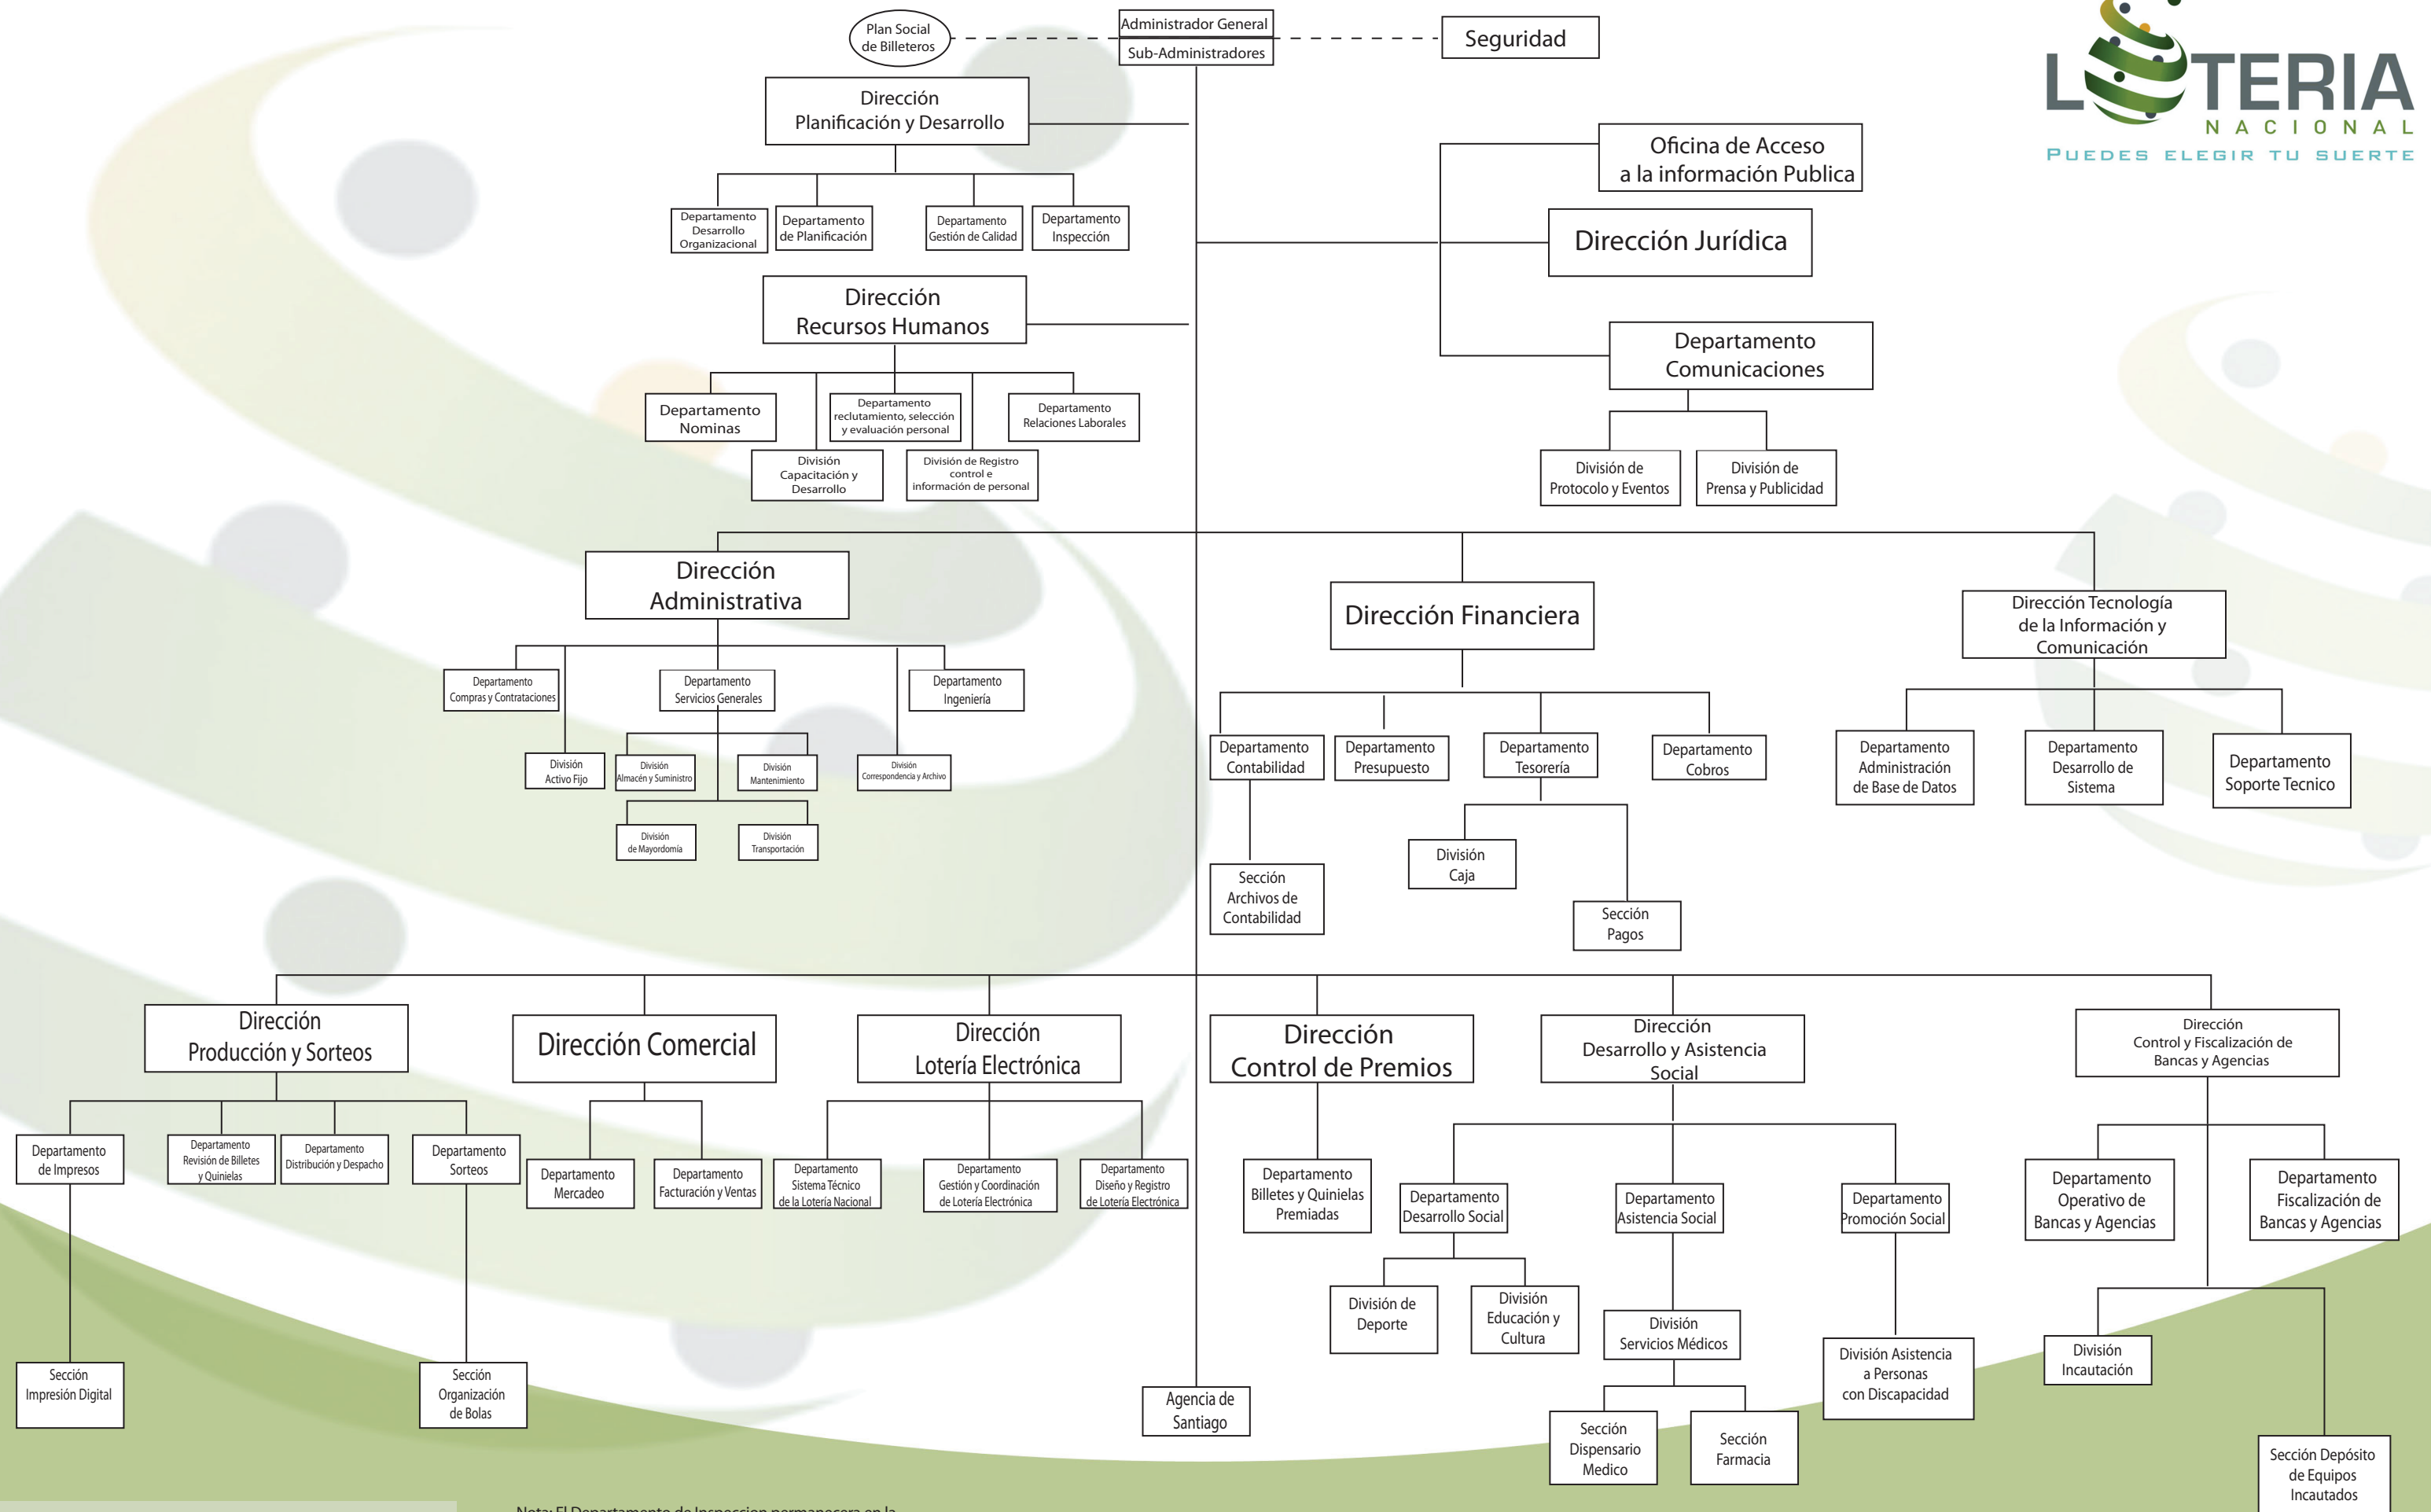 Plan Social
de Billeteros
Administrador General
Sub-Administradores
Seguridad
LOTERIA
NACIONAL
PUEDES ELEGIR TU SUERTE
Dirección
Planificación y Desarrollo
Departamento
Desarrollo
Organizacional
Departamento
de Planificación
Departamento
Gestión de Calidad
Departamento
Inspección
Oficina de Acceso
a la información Publica
Dirección Jurídica
Departamento
Comunicaciones
División de
Protocolo y Eventos
División de
Prensa y Publicidad
Dirección
Recursos Humanos
Departamento
Nominas
Departamento
reclutamiento, selección
y evaluación personal
Departamento
Relaciones Laborales
División
Capacitación y
Desarrollo
División de Registro
control e
información de personal
Dirección
Administrativa
Departamento
Compras y Contrataciones
Departamento
Servicios Generales
Departamento
Ingeniería
División
Activo Fijo
División
Almacén y Suministro
División
Mantenimiento
División
Correspondencia y Archivo
División
de Mayordomía
División
Transportación
Dirección Financiera
Departamento
Contabilidad
Departamento
Presupuesto
Departamento
Tesorería
Departamento
Cobros
División
Caja
Sección
Archivos de
Contabilidad
Sección
Pagos
Dirección Tecnología
de la Información y
Comunicación
Departamento
Administración
de Base de Datos
Departamento
Desarrollo de
Sistema
Departamento
Soporte Tecnico
Dirección
Producción y Sorteos
Departamento
de Impresos
Departamento
Revisión de Billetes
y Quinielas
Departamento
Distribución y Despacho
Departamento
Sorteos
Sección
Impresión Digital
Sección
Organización
de Bolas
Dirección Comercial
Departamento
Mercadeo
Departamento
Facturación y Ventas
Dirección
Lotería Electrónica
Departamento
Sistema Técnico
de la Lotería Nacional
Departamento
Gestión y Coordinación
de Lotería Electrónica
Departamento
Diseño y Registro
de Lotería Electrónica
Agencia de
Santiago
Dirección
Control de Premios
Departamento
Billetes y Quinielas
Premiadas
Dirección
Desarrollo y Asistencia
Social
Departamento
Desarrollo Social
Departamento
Asistencia Social
Departamento
Promoción Social
División de
Deporte
División
Educación y
Cultura
División
Servicios Médicos
División Asistencia
a Personas
con Discapacidad
Sección
Dispensario
Medico
Sección
Farmacia
Dirección
Control y Fiscalización de
Bancas y Agencias
Departamento
Operativo de
Bancas y Agencias
Departamento
Fiscalización de
Bancas y Agencias
División
Incautación
Sección Depósito
de Equipos
Incautados
Nota: El Departamento de Inspeccion permanecera en la